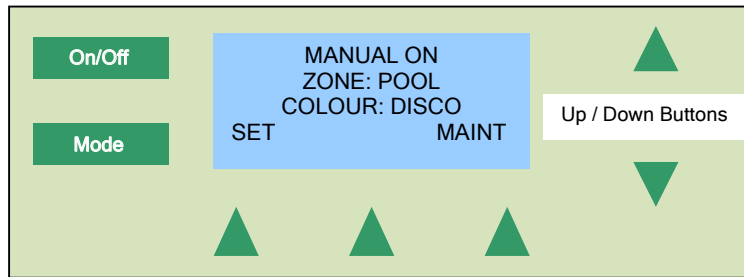 On/Off
MANUAL ON
ZONE: POOL
COLOUR: DISCO
SET MAINT
Mode
Up / Down Buttons